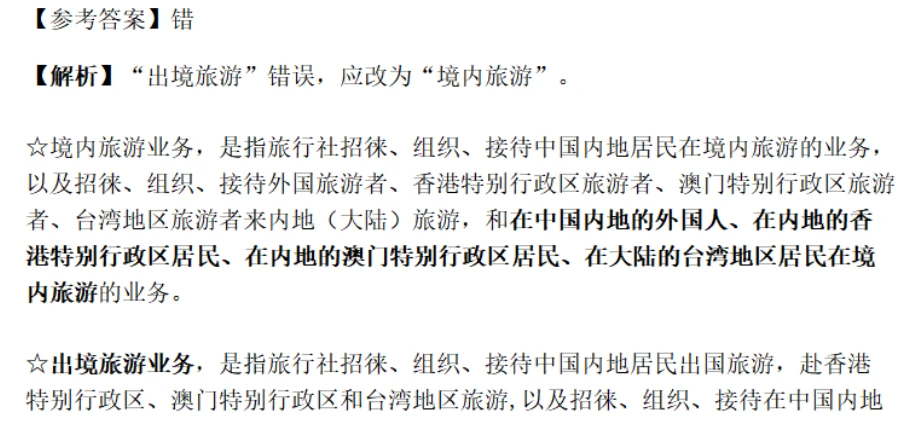 【参考答案】错
【解析】“出境旅游”错误，应改为“境内旅游”。
☆境内旅游业务，是指旅行社招徕、组织、接待中国内地居民在境内旅游的业务，
以及招徕、组织、接待外国旅游者、香港特别行政区旅游者、澳门特别行政区旅游
者、台湾地区旅游者来内地（大陆）旅游，和在中国内地的外国人、在内地的香
港特别行政区居民、在内地的澳门特别行政区居民、在大陆的台湾地区居民在境
内旅游的业务。
☆出境旅游业务，是指旅行社招徕、组织、接待中国内地居民出国旅游，赴香港
特别行政区、澳门特别行政区和台湾地区旅游,以及招徕、组织、接待在中国内地